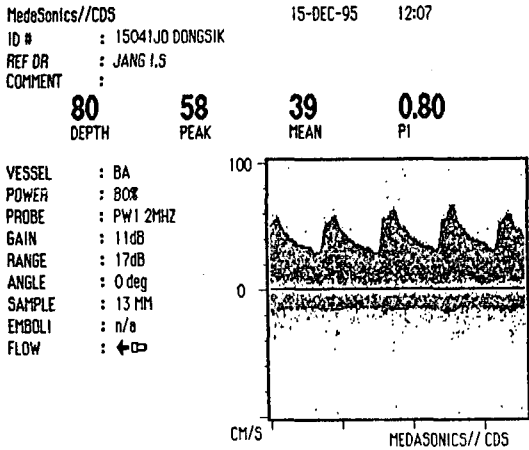 MedaSonics//CDS 15-DEC-95 12:07
ID # : 15041JO DONGSIK
REF DR : JANG I.S
COMMENT :
80 58 39 0.80
DEPTH PEAK MEAN PI
VESSEL : BA
POWER : 80%
PROBE : PW1 2MHZ
GAIN : 11dB
RANGE : 17dB
ANGLE : 0 deg
SAMPLE : 13 MM
EMBOLI : n/a
FLOW :
100
0
CM/S
MEDASONICS// CDS